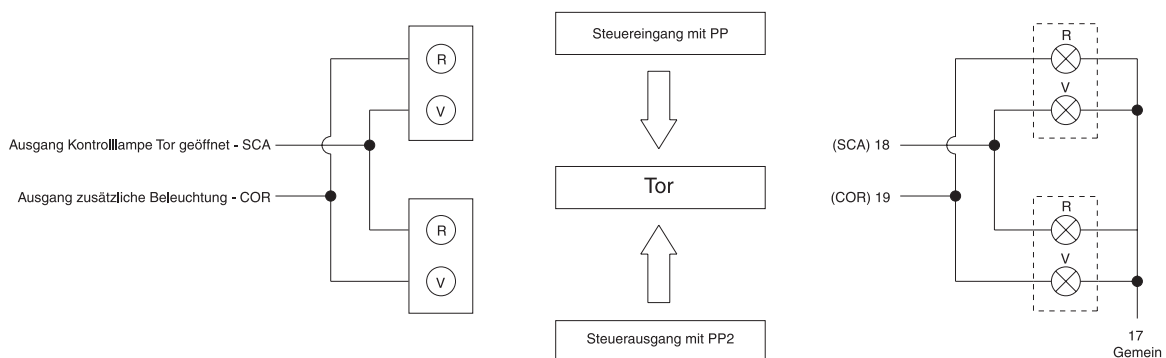 R
V
Ausgang Kontrolllampe Tor geöffnet - SCA
Ausgang zusätzliche Beleuchtung - COR
R
V
Steuereingang mit PP
Tor
Steuerausgang mit PP2
R
V
(SCA) 18
(COR) 19
R
V
17
Gemein